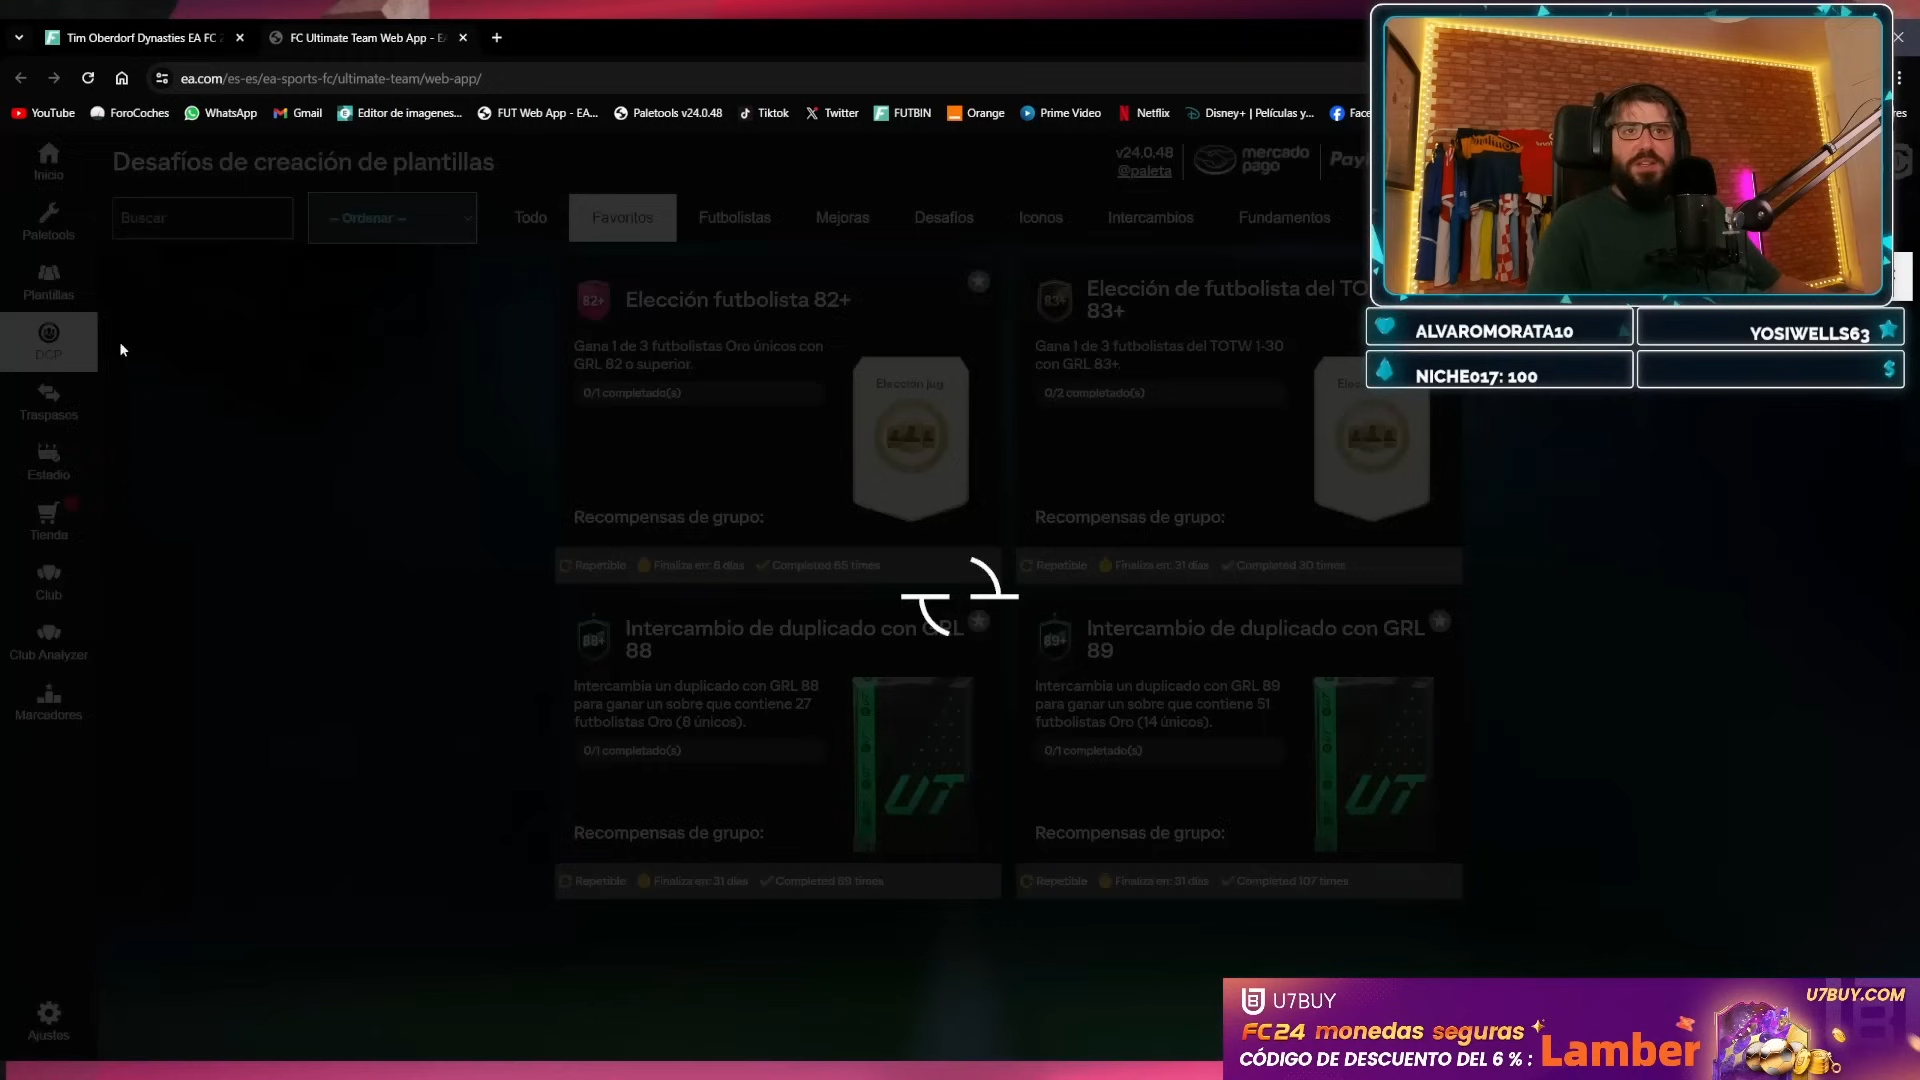 Tim Oberdorf Dynasties EA FC
FC Ultimate Team Web App - EA
ea.com/es-es/ea-sports-fc/ultimate-team/web-app/
YouTube
ForoCoches
WhatsApp
Gmail
Editor de imagenes...
FUT Web App - EA...
Paletools v24.0.48
Tiktok
Twitter
FUTBIN
Orange
Prime Video
Netflix
Disney+ | Películas y...
Face
Inicio
Paletools
Plantillas
DCP
Traspasos
Estadio
Tienda
Club
Club Analyzer
Marcadores
Ajustes
Desafíos de creación de plantillas
v24.0.48
@paleta
mercado
pago
Pay
Buscar
-- Ordenar --
Todo
Favoritos
Futbolistas
Mejoras
Desafíos
Iconos
Intercambios
Fundamentos
82+
Elección futbolista 82+
Gana 1 de 3 futbolistas Oro únicos con
GRL 82 o superior.
0/1 completado(s)
Elección jug
Recompensas de grupo:
Repetible
Finaliza en: 6 días
Completed 65 times
83+
Elección de futbolista del TO
83+
Gana 1 de 3 futbolistas del TOTW 1-30
con GRL 83+.
0/2 completado(s)
Recompensas de grupo:
Repetible
Finaliza en: 31 días
Completed 30 times
88+
Intercambio de duplicado con GRL
88
Intercambia un duplicado con GRL 88
para ganar un sobre que contiene 27
futbolistas Oro (8 únicos).
0/1 completado(s)
UT
Recompensas de grupo:
Repetible
Finaliza en: 31 días
Completed 69 times
89+
Intercambio de duplicado con GRL
89
Intercambia un duplicado con GRL 89
para ganar un sobre que contiene 51
futbolistas Oro (14 únicos).
0/1 completado(s)
UT
Recompensas de grupo:
Repetible
Finaliza en: 31 días
Completed 107 times
ALVAROMORATA10
YOSIWELLS63
NICHE017: 100
U7BUY
U7BUY.COM
FC24 monedas seguras
CÓDIGO DE DESCUENTO DEL 6 % : Lamber